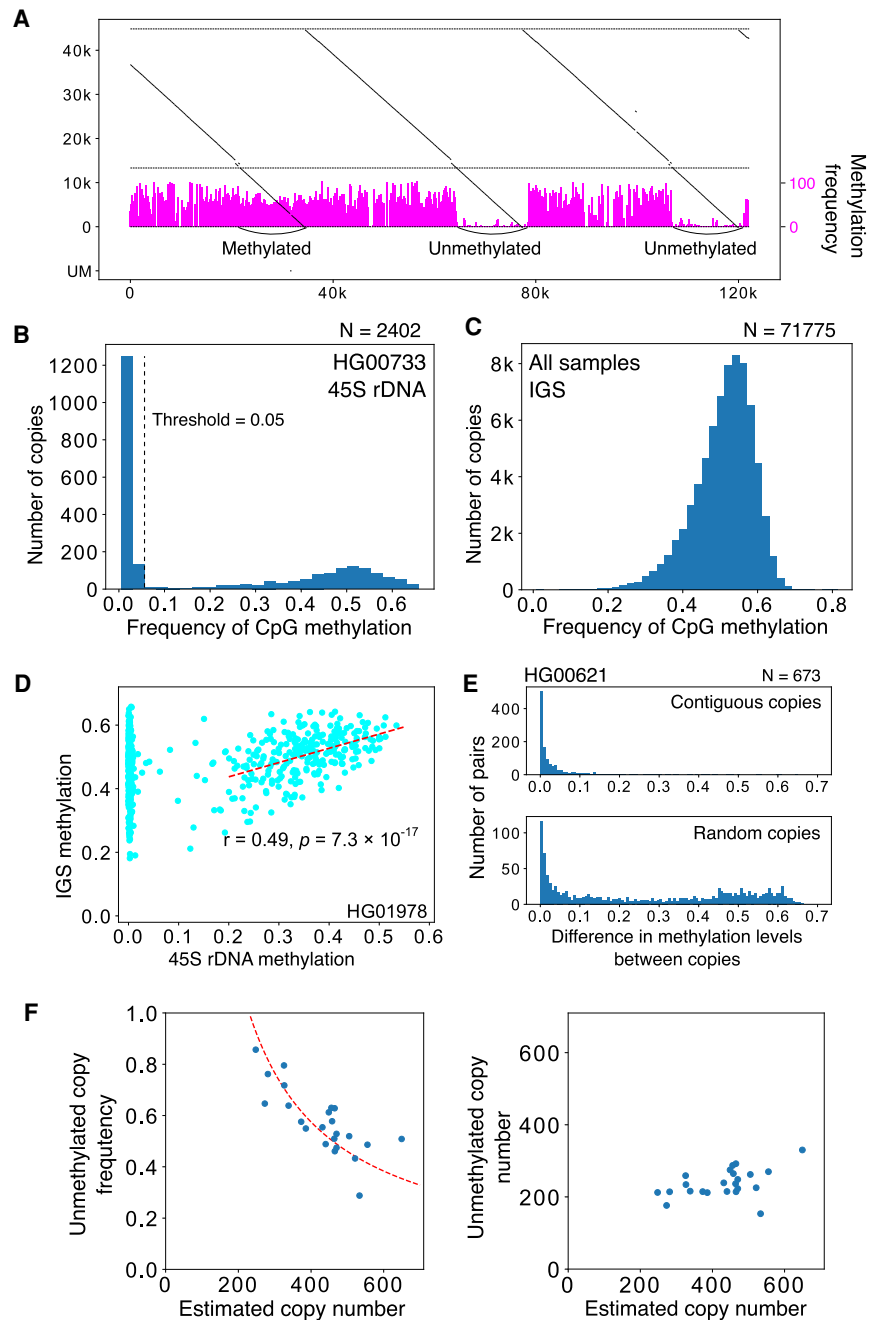 A
40k
30k
20k
10k
0
UM
100
0
Methylation
frequency
Methylated
Unmethylated
Unmethylated
0
40k
80k
120k
B
N = 2402
HG00733
45S rDNA
Threshold = 0.05
Number of copies
1200
1000
800
600
400
200
0
0.0 0.1 0.2 0.3 0.4 0.5 0.6
Frequency of CpG methylation
C
N = 71775
All samples
IGS
Number of copies
8k
6k
4k
2k
0
0.0 0.2 0.4 0.6 0.8
Frequency of CpG methylation
D
IGS methylation
0.6
0.4
0.2
0.0
r = 0.49, p = 7.3 × 10-17
HG01978
0.0 0.1 0.2 0.3 0.4 0.5 0.6
45S rDNA methylation
E
HG00621
N = 673
Contiguous copies
400
200
0
0.0 0.1 0.2 0.3 0.4 0.5 0.6 0.7
Number of pairs
Random copies
100
50
0
0.0 0.1 0.2 0.3 0.4 0.5 0.6 0.7
Difference in methylation levels
between copies
F
Unmethylated copy
frequtency
1.0
0.8
0.6
0.4
0.2
0.0
0 200 400 600
Estimated copy number
Unmethylated copy
number
600
400
200
0
0 200 400 600
Estimated copy number